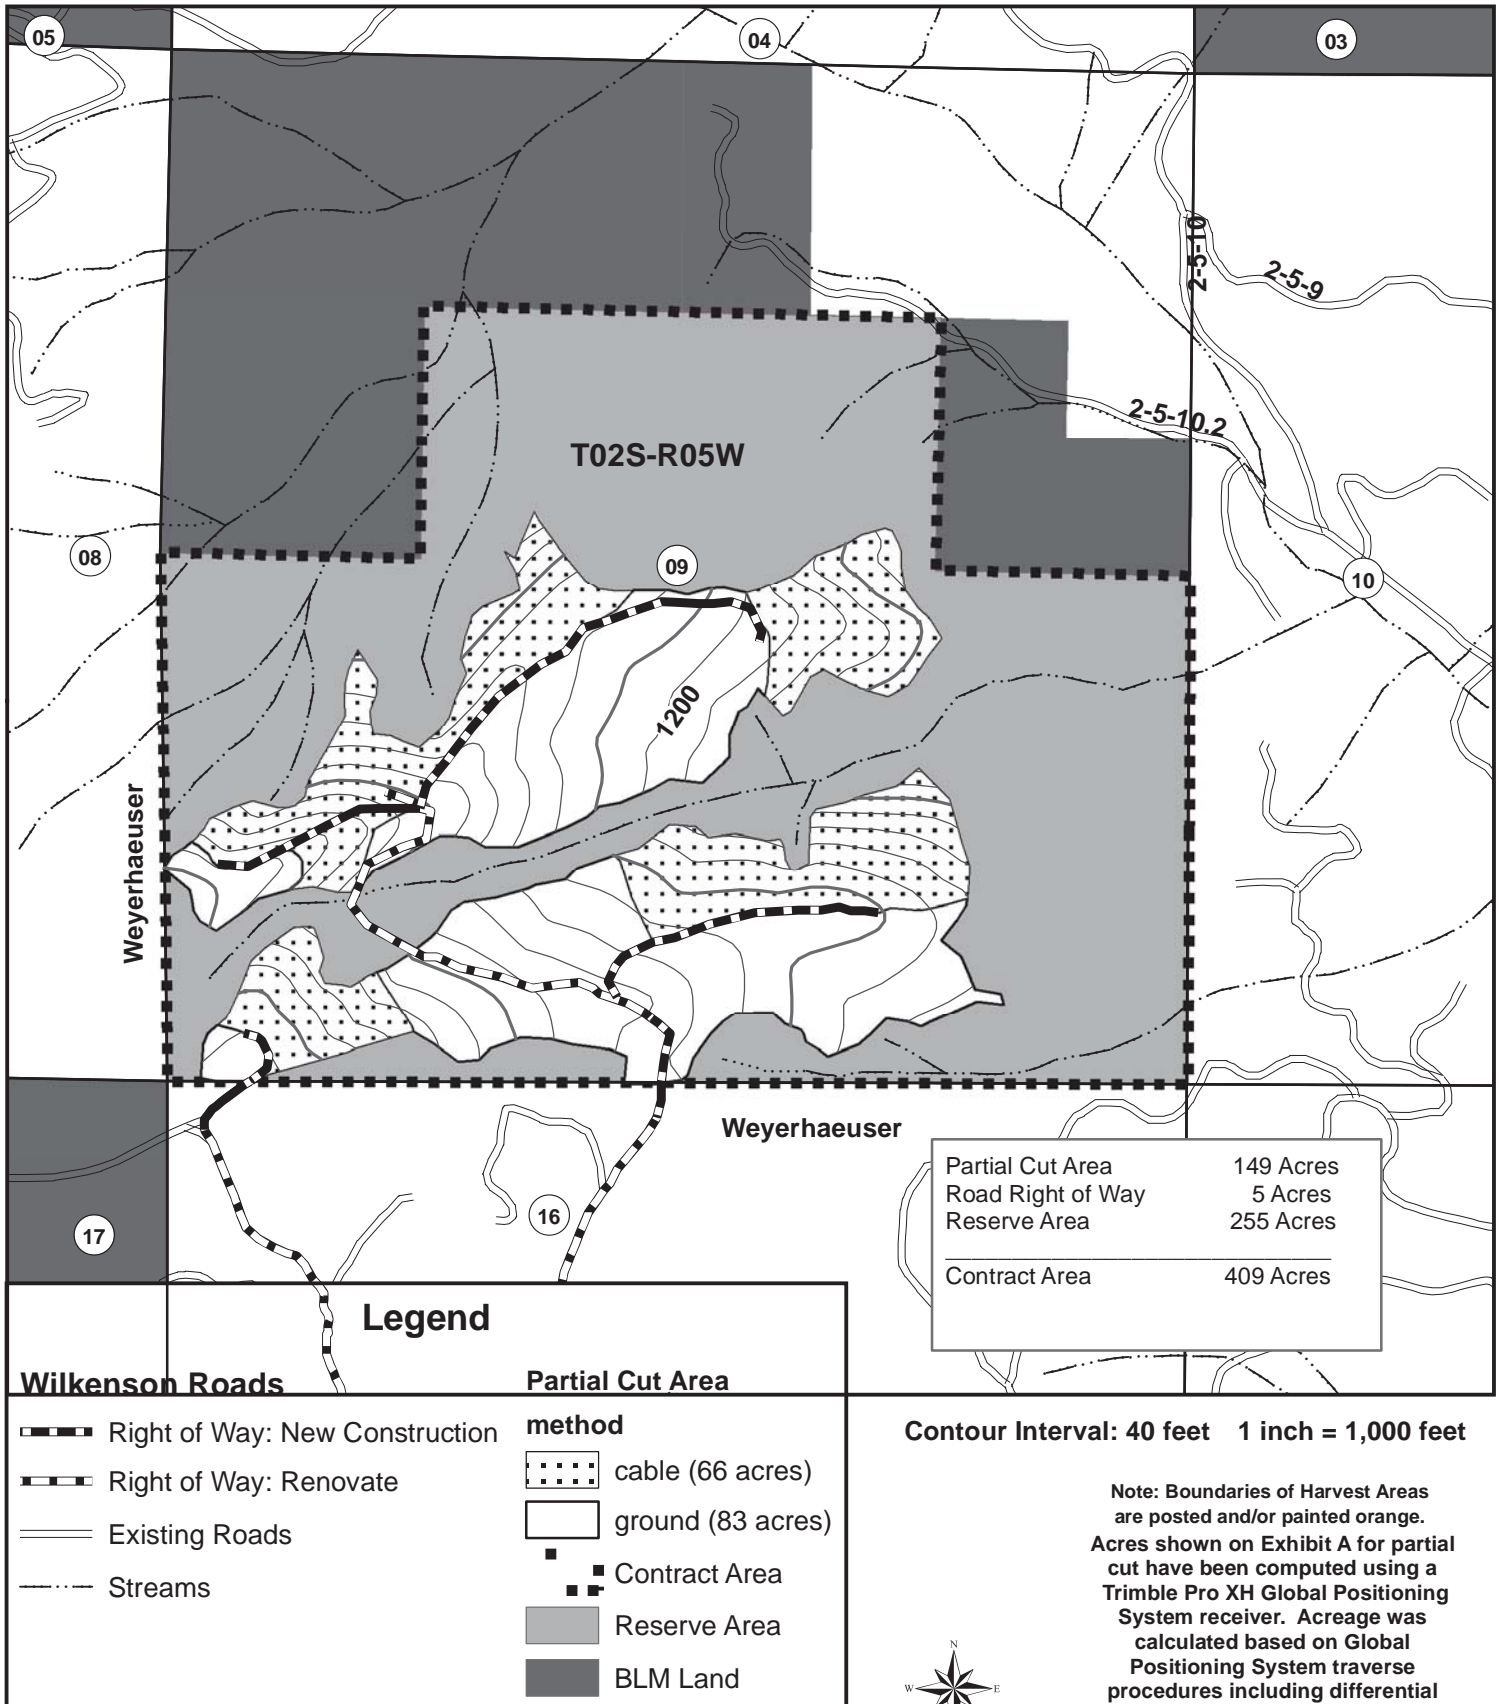 05
04
03
2-5-10
2-5-9
2-5-10.2
T02S-R05W
08
09
10
1200
Weyerhaeuser
Weyerhaeuser
Partial Cut Area 149 Acres
Road Right of Way 5 Acres
Reserve Area 255 Acres
Contract Area 409 Acres
16
17
Legend
Wilkenson Roads
Right of Way: New Construction
Right of Way: Renovate
Existing Roads
Streams
Partial Cut Area
method
cable (66 acres)
ground (83 acres)
Contract Area
Reserve Area
BLM Land
Contour Interval: 40 feet 1 inch = 1,000 feet
Note: Boundaries of Harvest Areas
are posted and/or painted orange.
Acres shown on Exhibit A for partial
cut have been computed using a
Trimble Pro XH Global Positioning
System receiver. Acreage was
calculated based on Global
Positioning System traverse
procedures including differential
N
W E